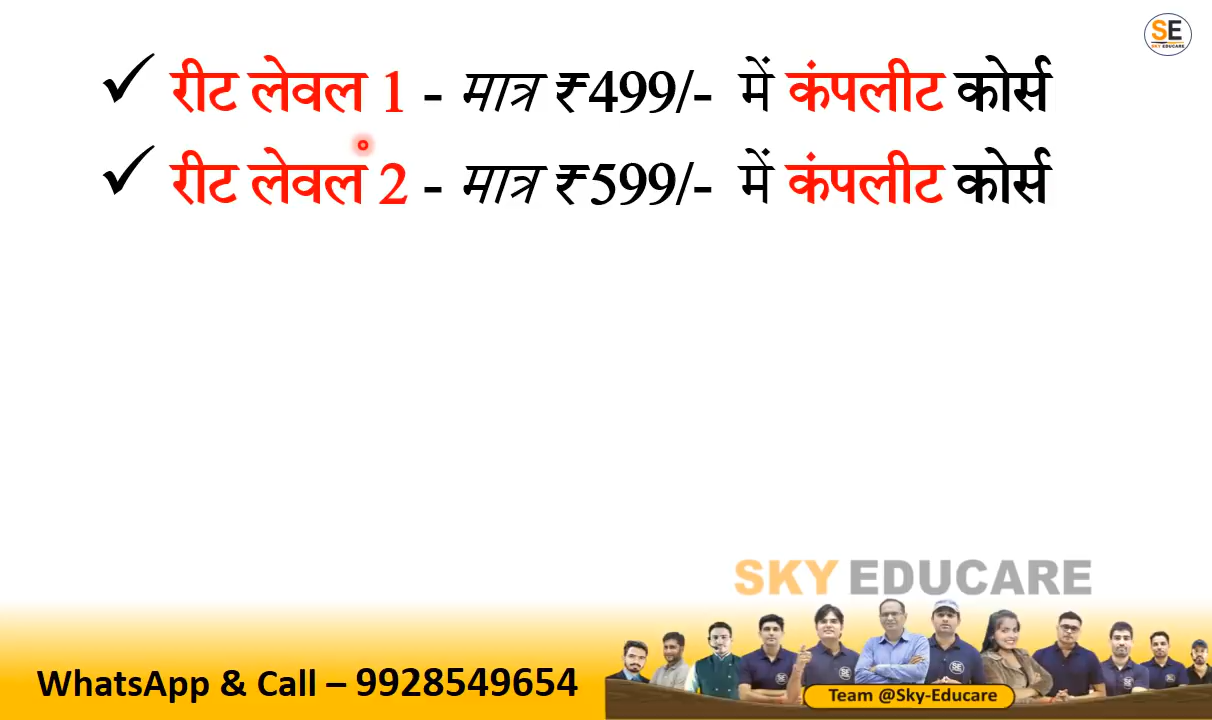 SE
SKY EDUCARE
✓ रीट लेवल 1 - मात्र ₹499/- में कंपलीट कोर्स
✓ रीट लेवल 2 - मात्र ₹599/- में कंपलीट कोर्स
SKY EDUCARE
WhatsApp & Call – 9928549654
Team @Sky-Educare